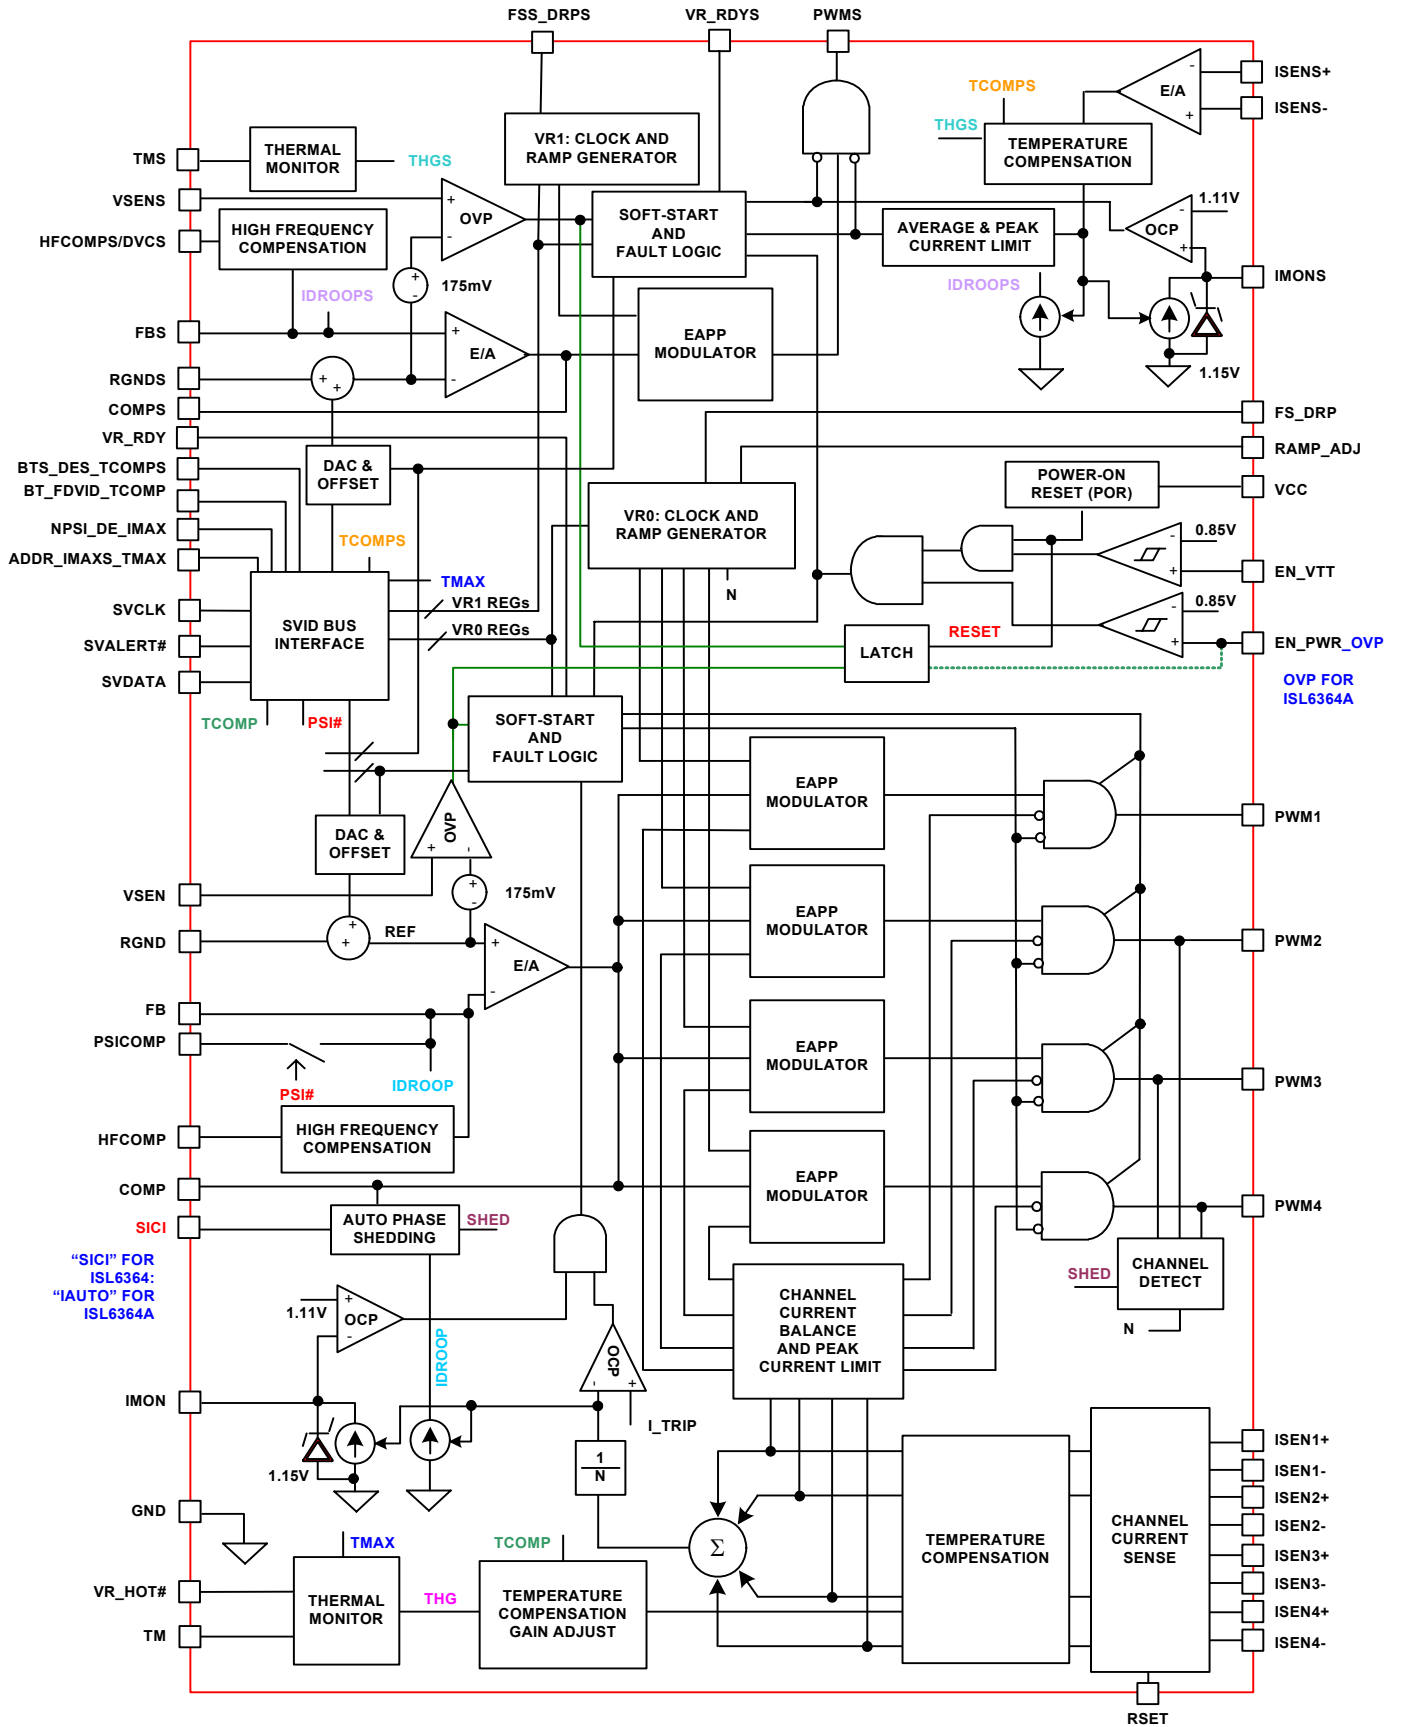 FSS_DRPS
VR_RDYS
PWMS
ISENS+
ISENS-
-
E/A
+
TCOMPS
THGS
TEMPERATURE
COMPENSATION
VR1: CLOCK AND
RAMP GENERATOR
TMS
THERMAL
MONITOR
THGS
VSENS
+
OVP
-
HFCOMPS/DVCS
HIGH FREQUENCY
COMPENSATION
SOFT-START
AND
FAULT LOGIC
AVERAGE & PEAK
CURRENT LIMIT
1.11V
-
OCP
+
IMONS
+
-
175mV
IDROOPS
IDROOPS
EAPP
MODULATOR
FBS
+
E/A
-
1.15V
RGNDS
+
+
COMPS
VR_RDY
FS_DRP
RAMP_ADJ
BTS_DES_TCOMPS
DAC &
OFFSET
BT_FDVID_TCOMP
POWER-ON
RESET (POR)
VCC
NPSI_DE_IMAX
VR0: CLOCK AND
RAMP GENERATOR
N
0.85V
-
+
EN_VTT
ADDR_IMAXS_TMAX
TCOMPS
TMAX
VR1 REGs
VR0 REGs
SVCLK
SVALERT#
SVDATA
SVID BUS
INTERFACE
0.85V
-
+
RESET
LATCH
EN_PWR_OVP
OVP FOR
ISL6364A
TCOMP
PSI#
SOFT-START
AND
FAULT LOGIC
EAPP
MODULATOR
PWM1
DAC &
OFFSET
OVP
+
-
VSEN
+
-
175mV
EAPP
MODULATOR
PWM2
RGND
+
+
REF
+
E/A
-
FB
PSICOMP
PSI#
IDROOP
EAPP
MODULATOR
PWM3
HFCOMP
HIGH FREQUENCY
COMPENSATION
COMP
EAPP
MODULATOR
PWM4
SICI
AUTO PHASE
SHEDDING
SHED
“SICI” FOR
ISL6364:
“IAUTO” FOR
ISL6364A
SHED
CHANNEL
DETECT
N
CHANNEL
CURRENT
BALANCE
AND PEAK
CURRENT LIMIT
1.11V
+
OCP
-
IDROOP
OCP
-
+
I_TRIP
IMON
1.15V
1
N
GND
ISEN1+
ISEN1-
ISEN2+
ISEN2-
ISEN3+
ISEN3-
ISEN4+
ISEN4-
CHANNEL
CURRENT
SENSE
TEMPERATURE
COMPENSATION
Σ
TMAX
TCOMP
VR_HOT#
TM
THERMAL
MONITOR
THG
TEMPERATURE
COMPENSATION
GAIN ADJUST
RSET